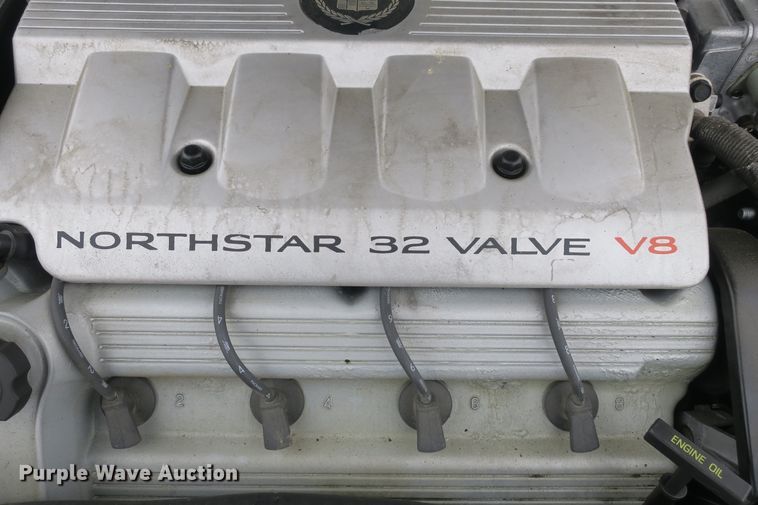 NORTHSTAR 32 VALVE V8
2 4 6 8
ENGINE OIL
Purple Wave Auction